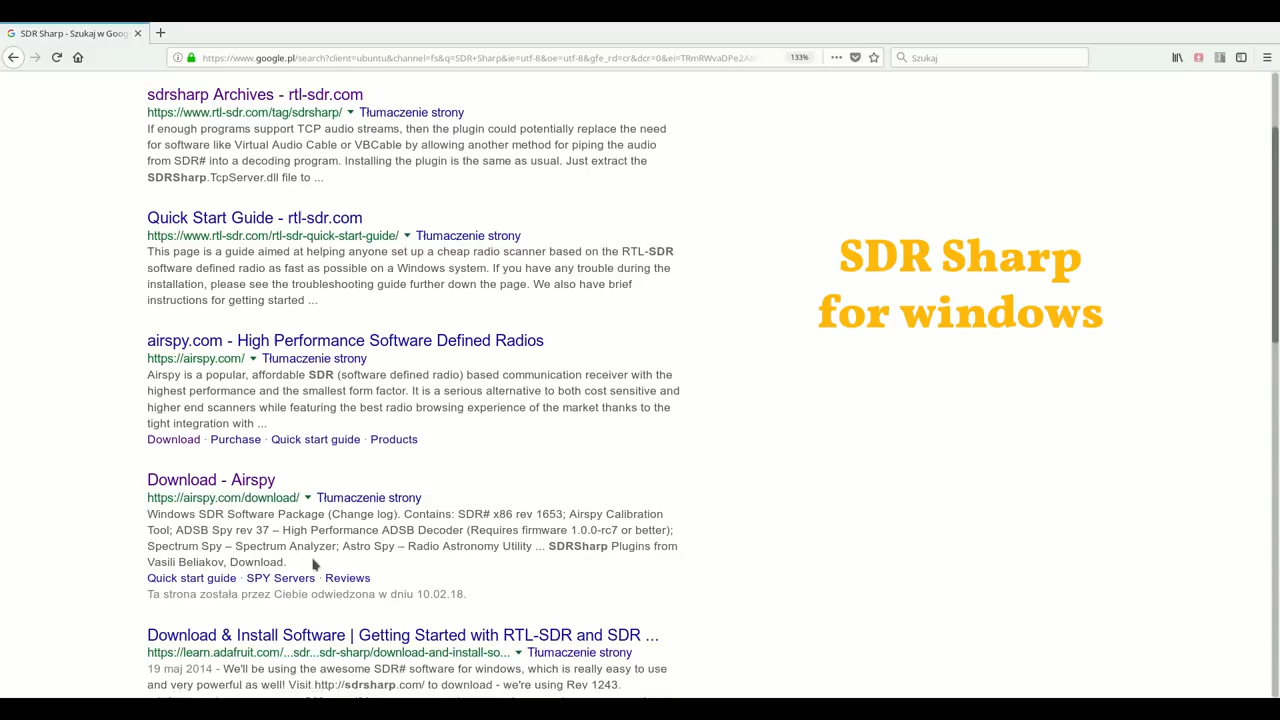 SDR Sharp - Szukaj w Goog
https://www.google.pl/search?client=ubuntu&channel=fs&q=SDR+Sharp&ie=utf-8&oe=utf-8&gfe_rd=cr&dcr=0&ei=TRmRWvaDPe2A
133%
Szukaj
sdrsharp Archives - rtl-sdr.com
https://www.rtl-sdr.com/tag/sdrsharp/ Tłumaczenie strony
If enough programs support TCP audio streams, then the plugin could potentially replace the need
for software like Virtual Audio Cable or VBCable by allowing another method for piping the audio
from SDR# into a decoding program. Installing the plugin is the same as usual. Just extract the
SDRSharp.TcpServer.dll file to ...
Quick Start Guide - rtl-sdr.com
https://www.rtl-sdr.com/rtl-sdr-quick-start-guide/ Tłumaczenie strony
This page is a guide aimed at helping anyone set up a cheap radio scanner based on the RTL-SDR
software defined radio as fast as possible on a Windows system. If you have any trouble during the
installation, please see the troubleshooting guide further down the page. We also have brief
instructions for getting started ...
SDR Sharp
for windows
airspy.com - High Performance Software Defined Radios
https://airspy.com/ Tłumaczenie strony
Airspy is a popular, affordable SDR (software defined radio) based communication receiver with the
highest performance and the smallest form factor. It is a serious alternative to both cost sensitive and
higher end scanners while featuring the best radio browsing experience of the market thanks to the
tight integration with ...
Download · Purchase · Quick start guide · Products
Download - Airspy
https://airspy.com/download/ Tłumaczenie strony
Windows SDR Software Package (Change log). Contains: SDR# x86 rev 1653; Airspy Calibration
Tool; ADSB Spy rev 37 – High Performance ADSB Decoder (Requires firmware 1.0.0-rc7 or better);
Spectrum Spy – Spectrum Analyzer; Astro Spy – Radio Astronomy Utility ... SDRSharp Plugins from
Vasili Beliakov, Download.
Quick start guide · SPY Servers · Reviews
Ta strona została przez Ciebie odwiedzona w dniu 10.02.18.
Download & Install Software | Getting Started with RTL-SDR and SDR ...
https://learn.adafruit.com/...sdr...sdr-sharp/download-and-install-so... Tłumaczenie strony
19 maj 2014 - We'll be using the awesome SDR# software for windows, which is really easy to use
and very powerful as well! Visit http://sdrsharp.com/ to download - we're using Rev 1243.